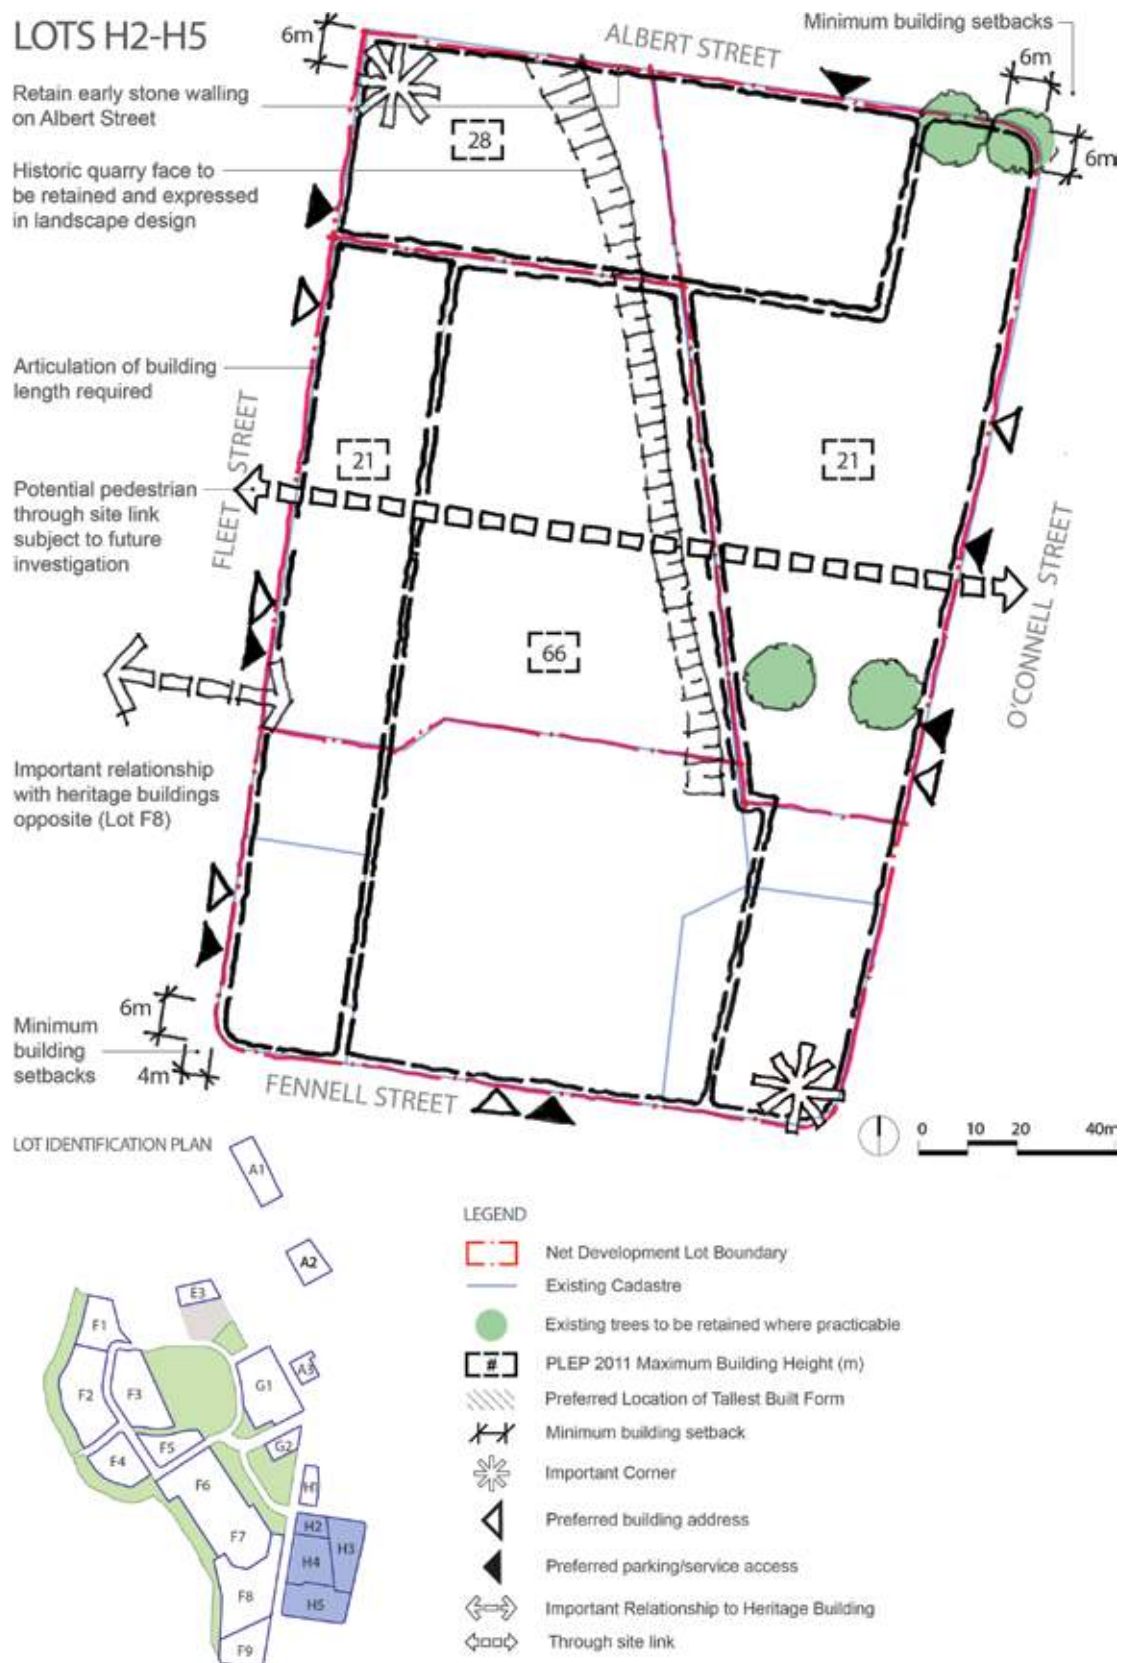 LOTS H2-H5
6m
ALBERT STREET
Minimum building setbacks
6m
6m
Retain early stone walling
on Albert Street
28
Historic quarry face to
be retained and expressed
in landscape design
Articulation of building
length required
FLEET STREET
21
21
Potential pedestrian
through site link
subject to future
investigation
O'CONNELL STREET
66
Important relationship
with heritage buildings
opposite (Lot F8)
6m
Minimum
building
setbacks
4m
FENNELL STREET
0 10 20 40m
LOT IDENTIFICATION PLAN
A1
A2
E3
F1
F2
F3
G1
A3
F5
F4
G2
F6
H1
H2
F7
H3
H4
F8
H5
F9
LEGEND
Net Development Lot Boundary
Existing Cadastre
Existing trees to be retained where practicable
# PLEP 2011 Maximum Building Height (m)
Preferred Location of Tallest Built Form
Minimum building setback
Important Corner
Preferred building address
Preferred parking/service access
Important Relationship to Heritage Building
Through site link